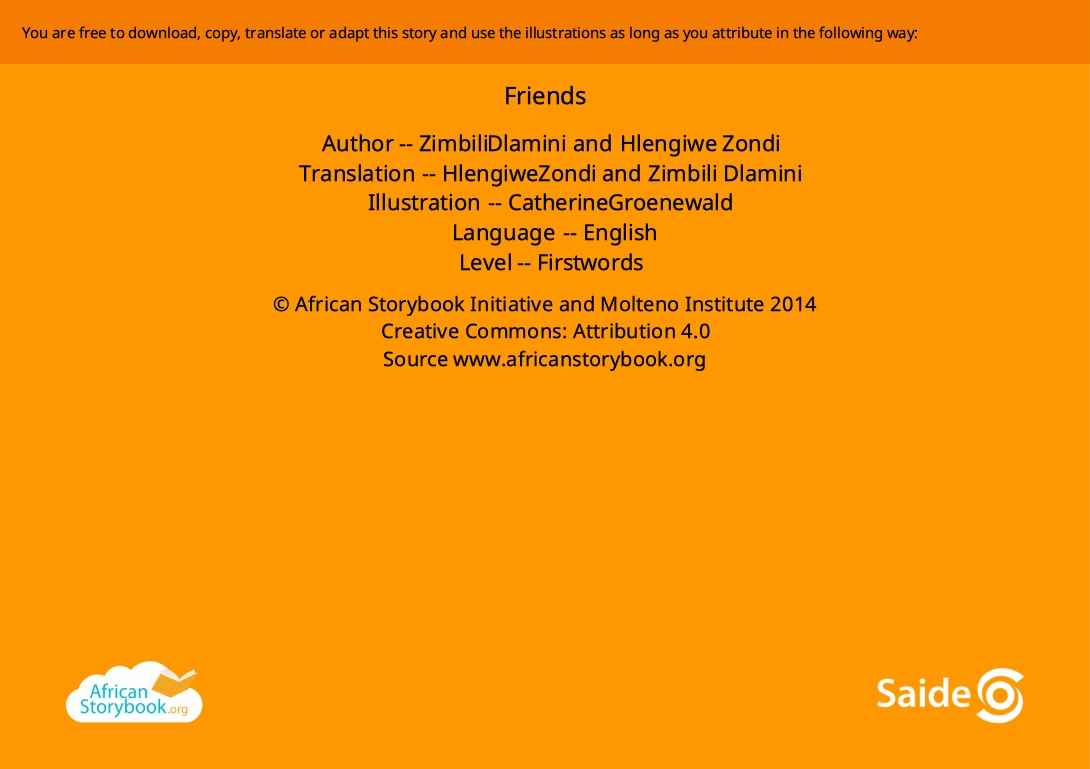 You are free to download, copy, translate or adapt this story and use the illustrations as long as you attribute in the following way:
Friends
Author -- ZimbiliDlamini and Hlengiwe Zondi
Translation -- HlengiweZondi and Zimbili Dlamini
Illustration -- CatherineGroenewald
Language -- English
Level -- Firstwords
© African Storybook Initiative and Molteno Institute 2014
Creative Commons: Attribution 4.0
Source www.africanstorybook.org
African
Storybook.org
Saide